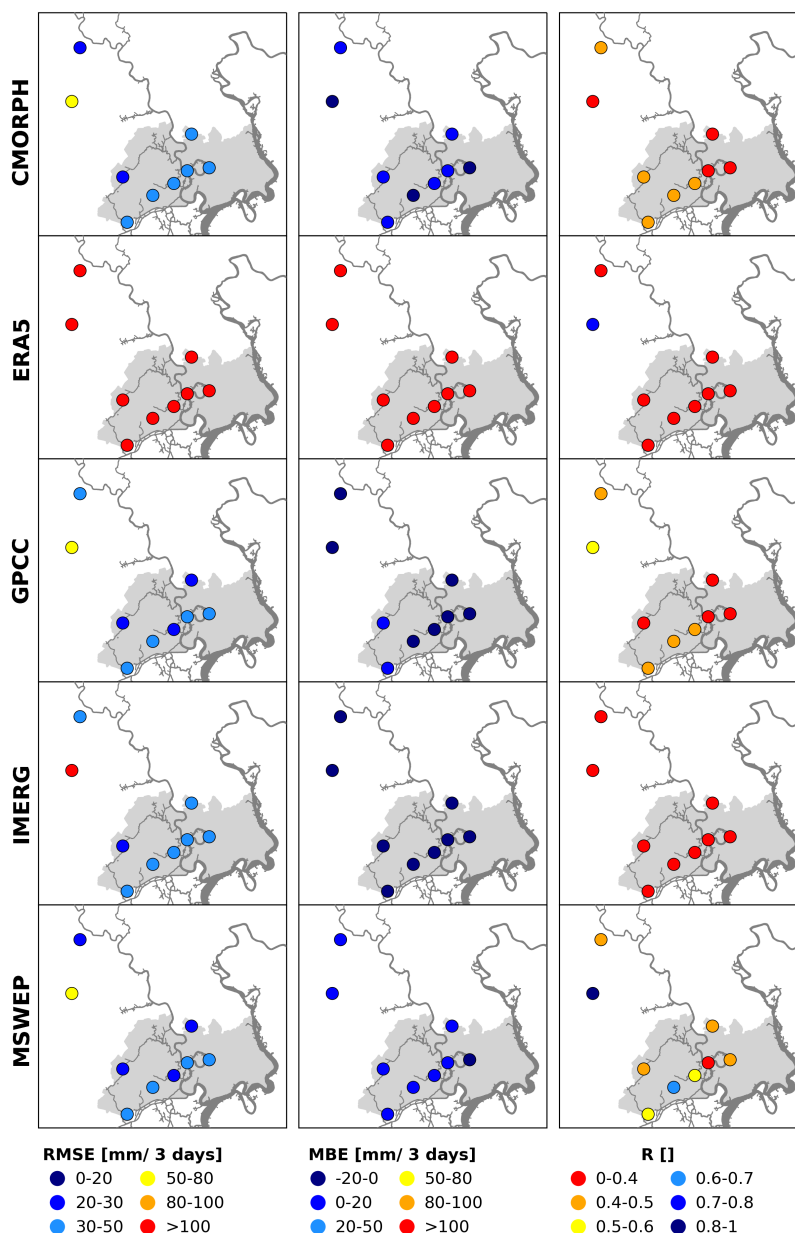 CMORPH
ERA5
GPCC
IMERG
MSWEP
RMSE [mm/ 3 days]
0-20
20-30
30-50
50-80
80-100
>100
MBE [mm/ 3 days]
-20-0
0-20
20-50
50-80
80-100
>100
R []
0-0.4
0.4-0.5
0.5-0.6
0.6-0.7
0.7-0.8
0.8-1